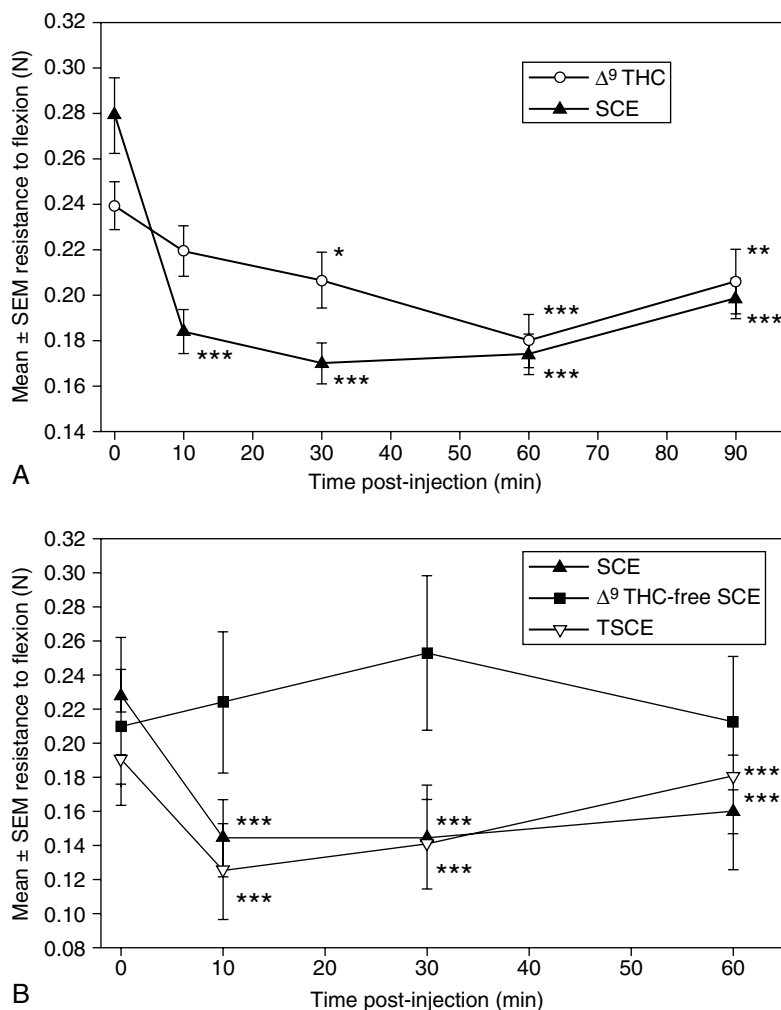 Mean ± SEM resistance to flexion (N)
0.32
0.30
0.28
0.26
0.24
0.22
0.20
0.18
0.16
0.14
Δ⁹ THC
SCE
*
**
***
***
***
***
***
0 10 20 30 40 50 60 70 80 90
Time post-injection (min)
A
Mean ± SEM resistance to flexion (N)
0.32
0.30
0.28
0.26
0.24
0.22
0.20
0.18
0.16
0.14
0.12
0.10
0.08
SCE
Δ⁹ THC-free SCE
TSCE
***
***
***
***
***
***
0 10 20 30 40 50 60
Time post-injection (min)
B